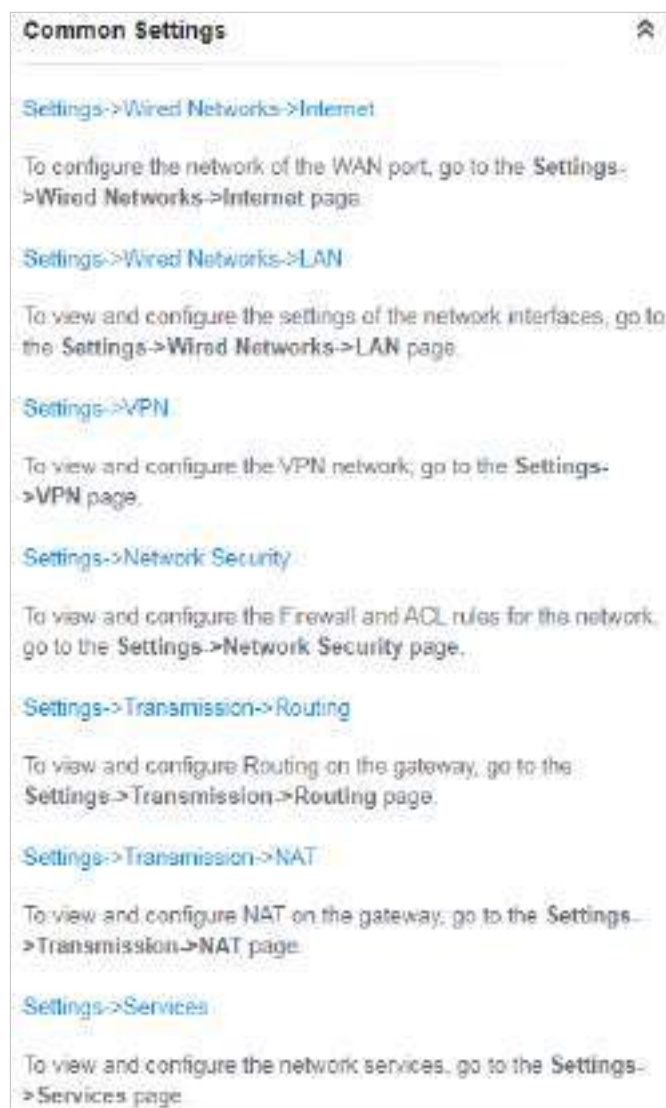 Common Settings
Settings->Wired Networks->Internet
To configure the network of the WAN port, go to the Settings-
>Wired Networks->Internet page.
Settings->Wired Networks->LAN
To view and configure the settings of the network interfaces, go to
the Settings->Wired Networks->LAN page.
Settings->VPN
To view and configure the VPN network, go to the Settings-
>VPN page.
Settings->Network Security
To view and configure the Firewall and ACL rules for the network,
go to the Settings->Network Security page.
Settings->Transmission->Routing
To view and configure Routing on the gateway, go to the
Settings->Transmission->Routing page.
Settings->Transmission->NAT
To view and configure NAT on the gateway, go to the Settings-
>Transmission->NAT page.
Settings->Services
To view and configure the network services, go to the Settings-
>Services page.